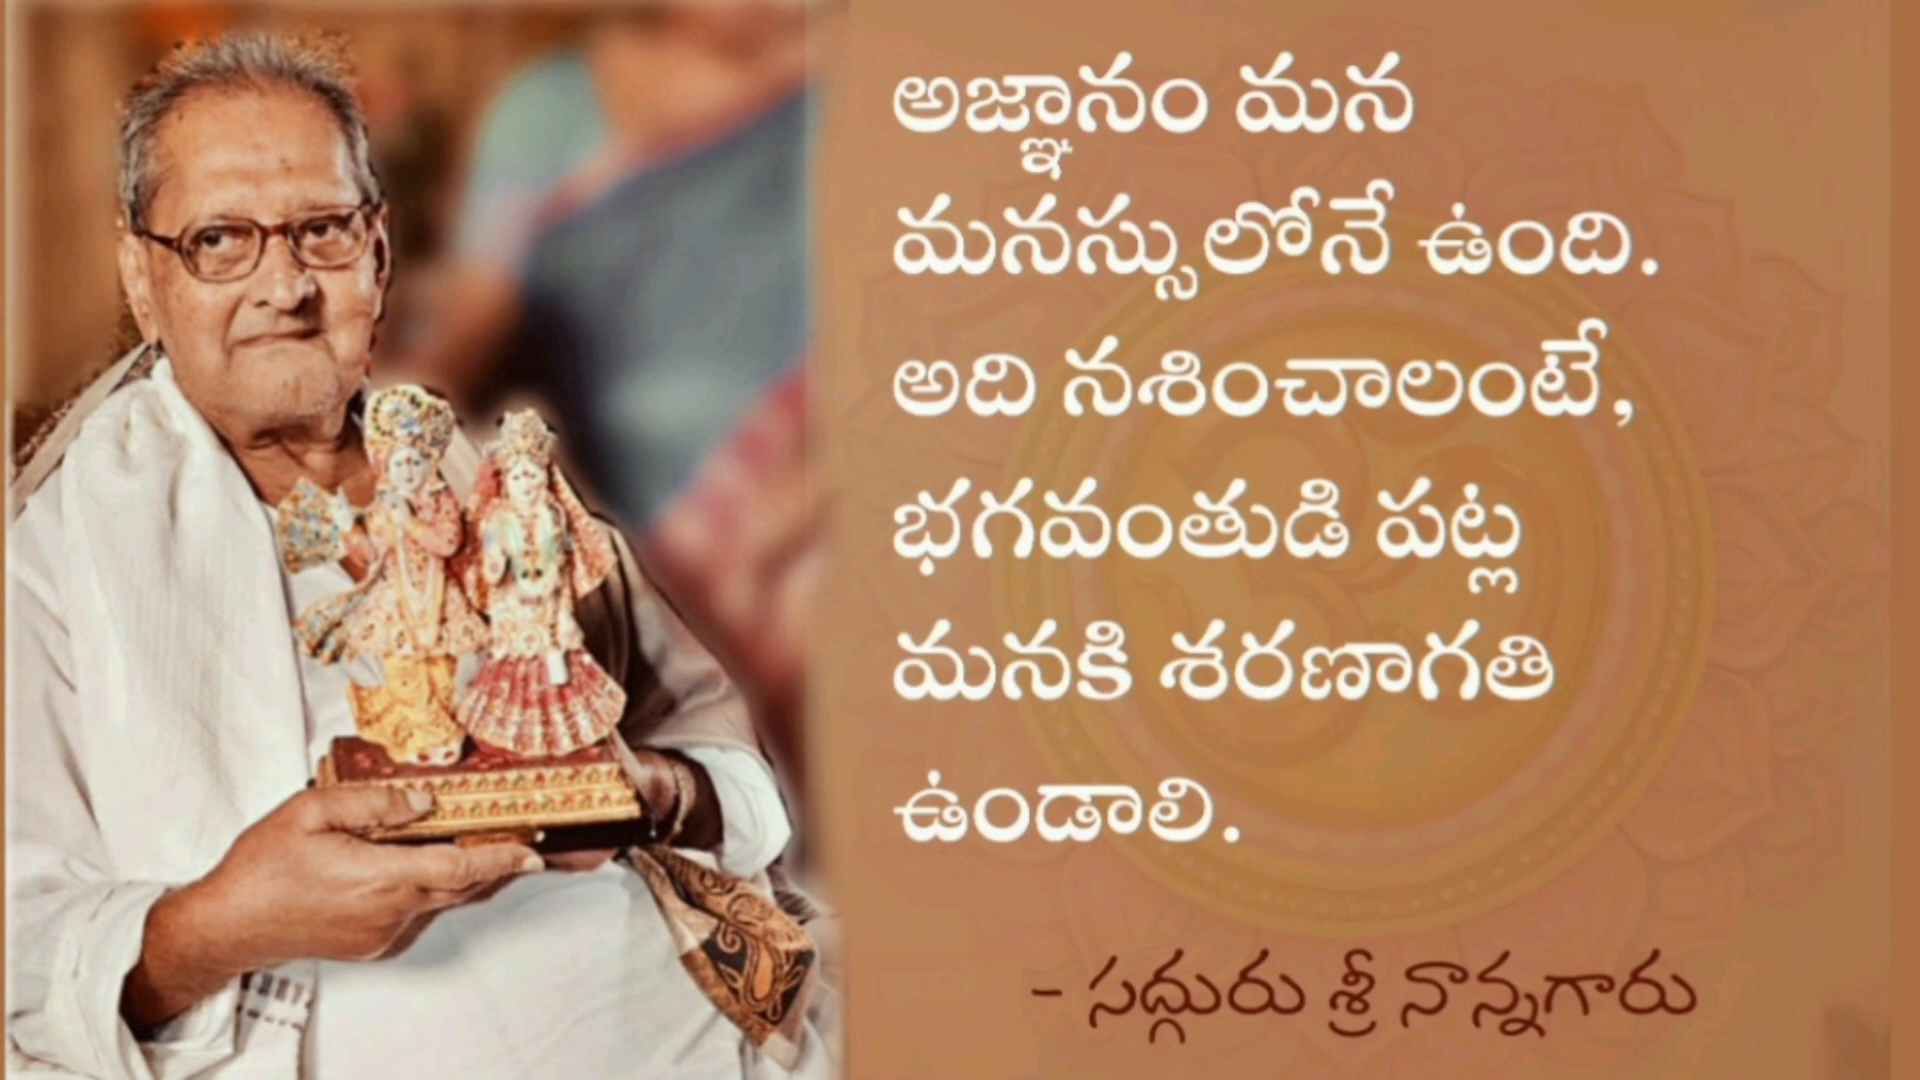 అజ్ఞానం మన
మనస్సులోనే ఉంది.
అది నశించాలంటే,
భగవంతుడి పట్ల
మనకి శరణాగతి
ఉండాలి.
- సద్గురు శ్రీ నాన్నగారు